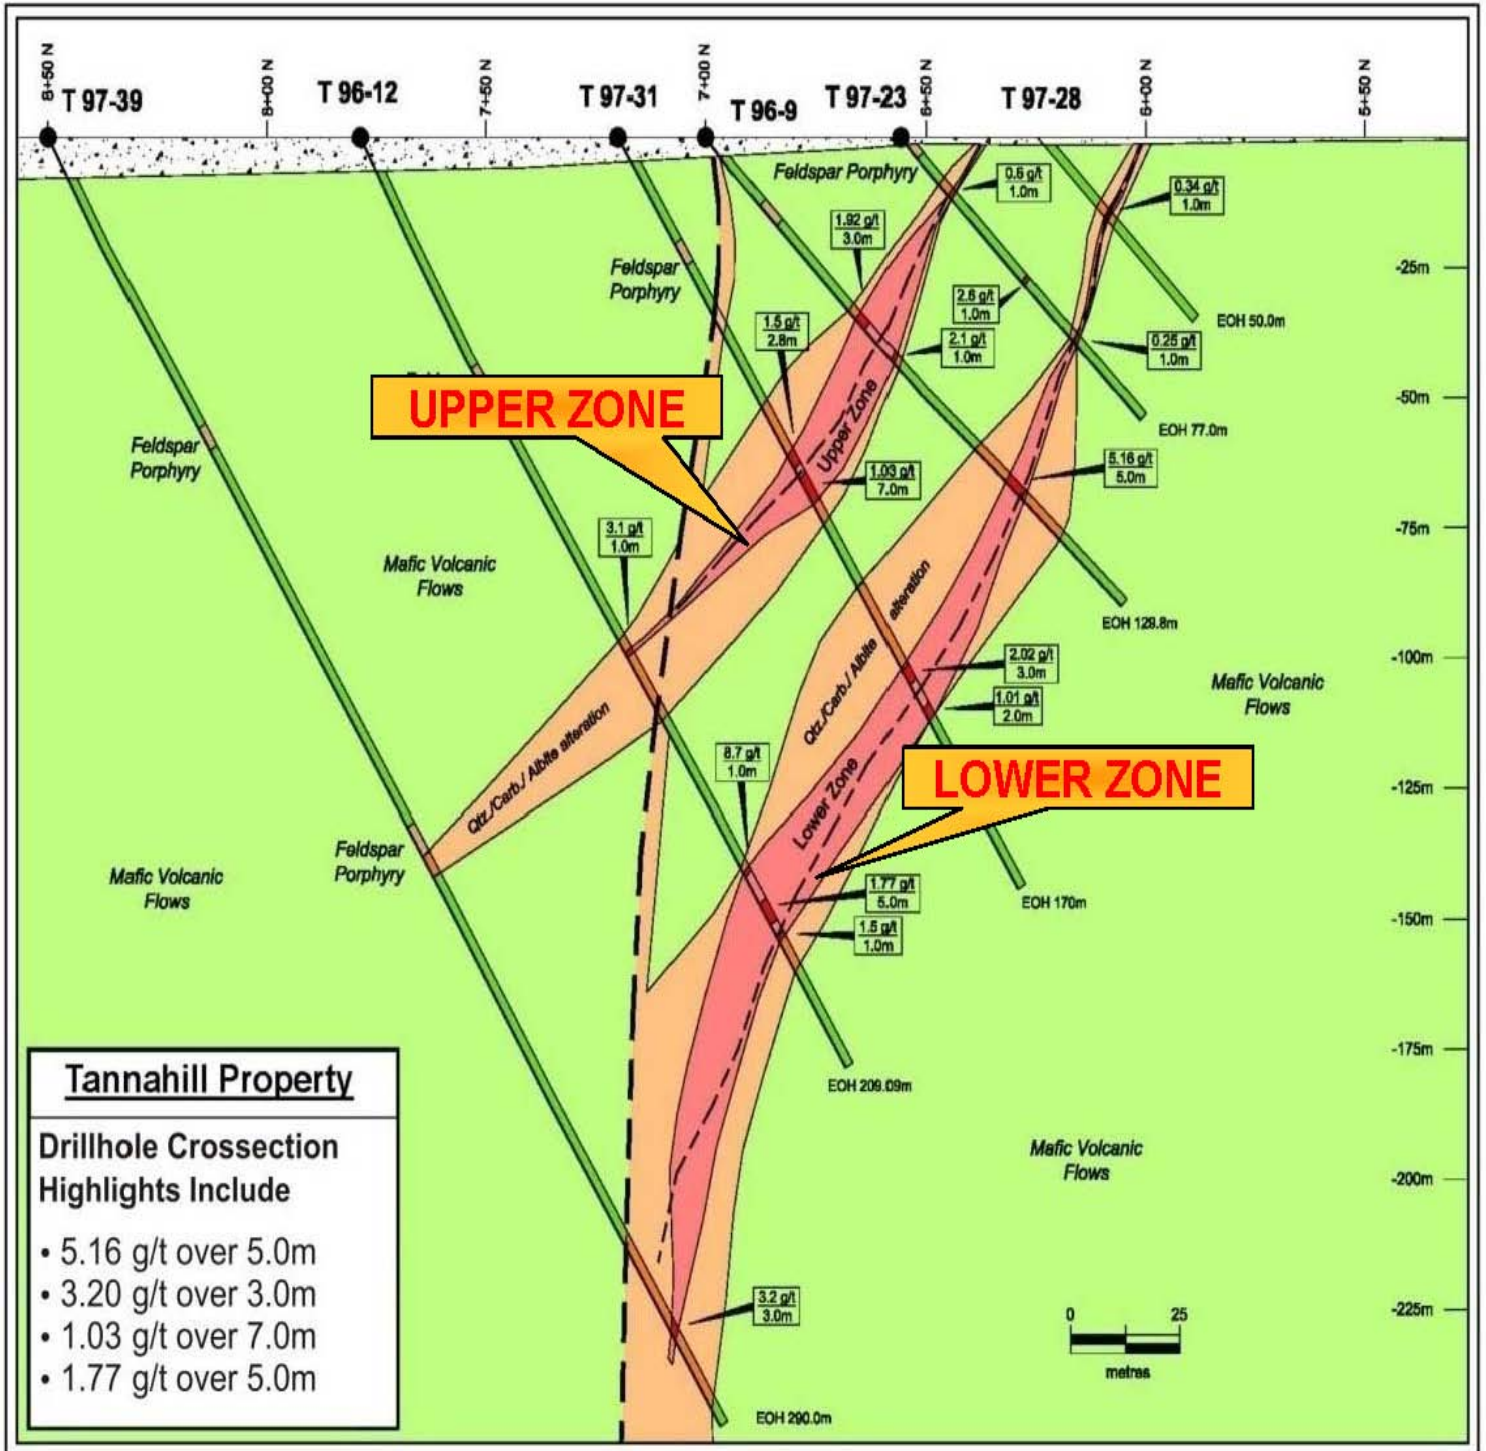 8+50 N
8+00 N
7+50 N
7+00 N
6+50 N
6+00 N
5+50 N
T 97-39
T 96-12
T 97-31
T 96-9
T 97-23
T 97-28
Feldspar Porphyry
0.6 g/t
1.0m
0.34 g/t
1.0m
1.92 g/t
3.0m
Feldspar
Porphyry
-25m
2.6 g/t
1.0m
EOH 50.0m
1.5 g/t
2.8m
2.1 g/t
1.0m
0.25 g/t
1.0m
UPPER ZONE
-50m
Upper Zone
EOH 77.0m
Feldspar
Porphyry
1.03 g/t
7.0m
5.16 g/t
5.0m
3.1 g/t
1.0m
-75m
Mafic Volcanic
Flows
Qtz./Carb./ Albite alteration
EOH 129.8m
-100m
2.02 g/t
3.0m
Mafic Volcanic
Flows
1.01 g/t
2.0m
Qtz./Carb./ Albite alteration
8.7 g/t
1.0m
LOWER ZONE
-125m
Lower Zone
Feldspar
Porphyry
Mafic Volcanic
Flows
1.77 g/t
5.0m
EOH 170m
-150m
1.5 g/t
1.0m
-175m
EOH 209.09m
Mafic Volcanic
Flows
-200m
3.2 g/t
3.0m
-225m
0 25
metres
EOH 290.0m
Tannahill Property
Drillhole Crossection
Highlights Include
• 5.16 g/t over 5.0m
• 3.20 g/t over 3.0m
• 1.03 g/t over 7.0m
• 1.77 g/t over 5.0m